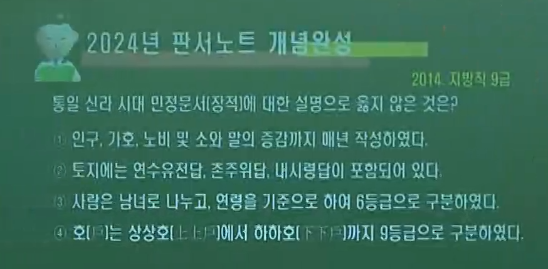 2024년 판서노트 개념완성
2014. 지방직 9급
통일 신라 시대 민정문서(장적)에 대한 설명으로 옳지 않은 것은?
① 인구, 가호, 노비 및 소와 말의 증감까지 매년 작성하였다.
② 토지에는 연수유전답, 촌주위답, 내시령답이 포함되어 있다.
③ 사람은 남녀로 나누고, 연령을 기준으로 하여 6등급으로 구분하였다.
④ 호(戶)는 상상호(上上戶)에서 하하호(下下戶)까지 9등급으로 구분하였다.